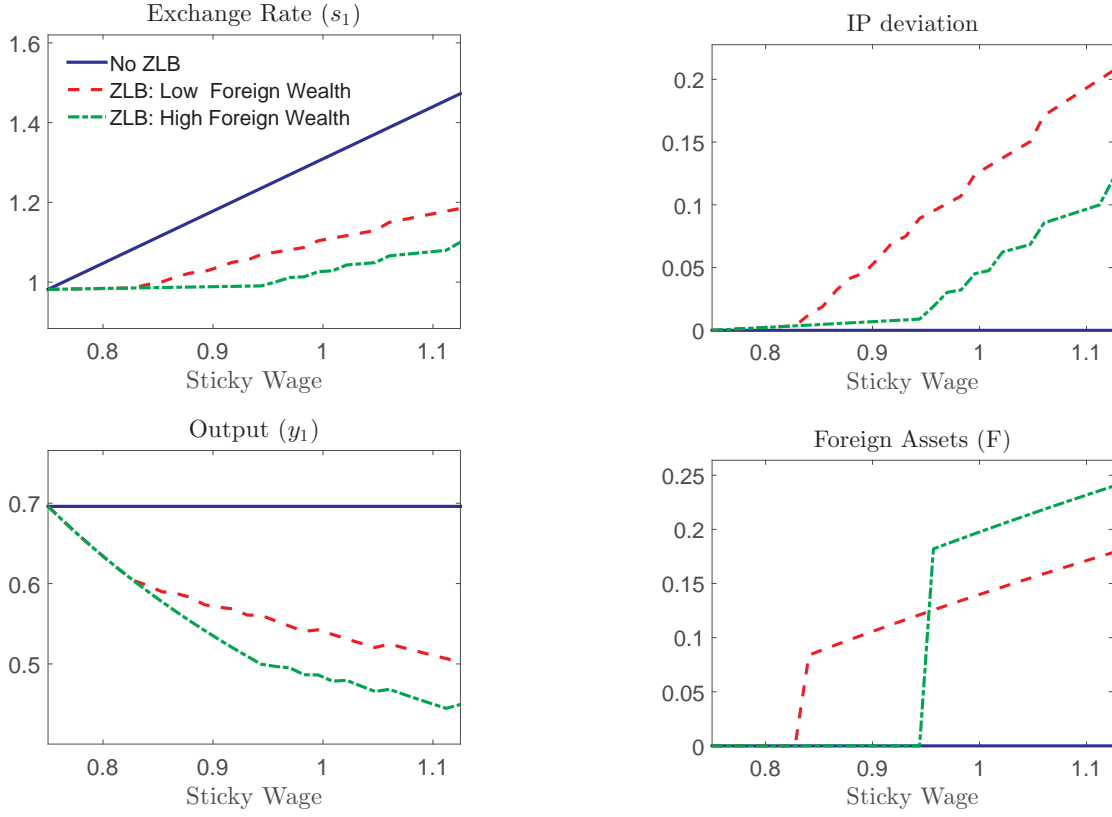 Exchange Rate (s₁)
1.6
1.4
1.2
1
No ZLB
ZLB: Low  Foreign Wealth
ZLB: High Foreign Wealth
0.8 0.9 1 1.1
Sticky Wage
IP deviation
0.2
0.15
0.1
0.05
0
0.8 0.9 1 1.1
Sticky Wage
Output (y₁)
0.7
0.6
0.5
0.8 0.9 1 1.1
Sticky Wage
Foreign Assets (F)
0.25
0.2
0.15
0.1
0.05
0
0.8 0.9 1 1.1
Sticky Wage